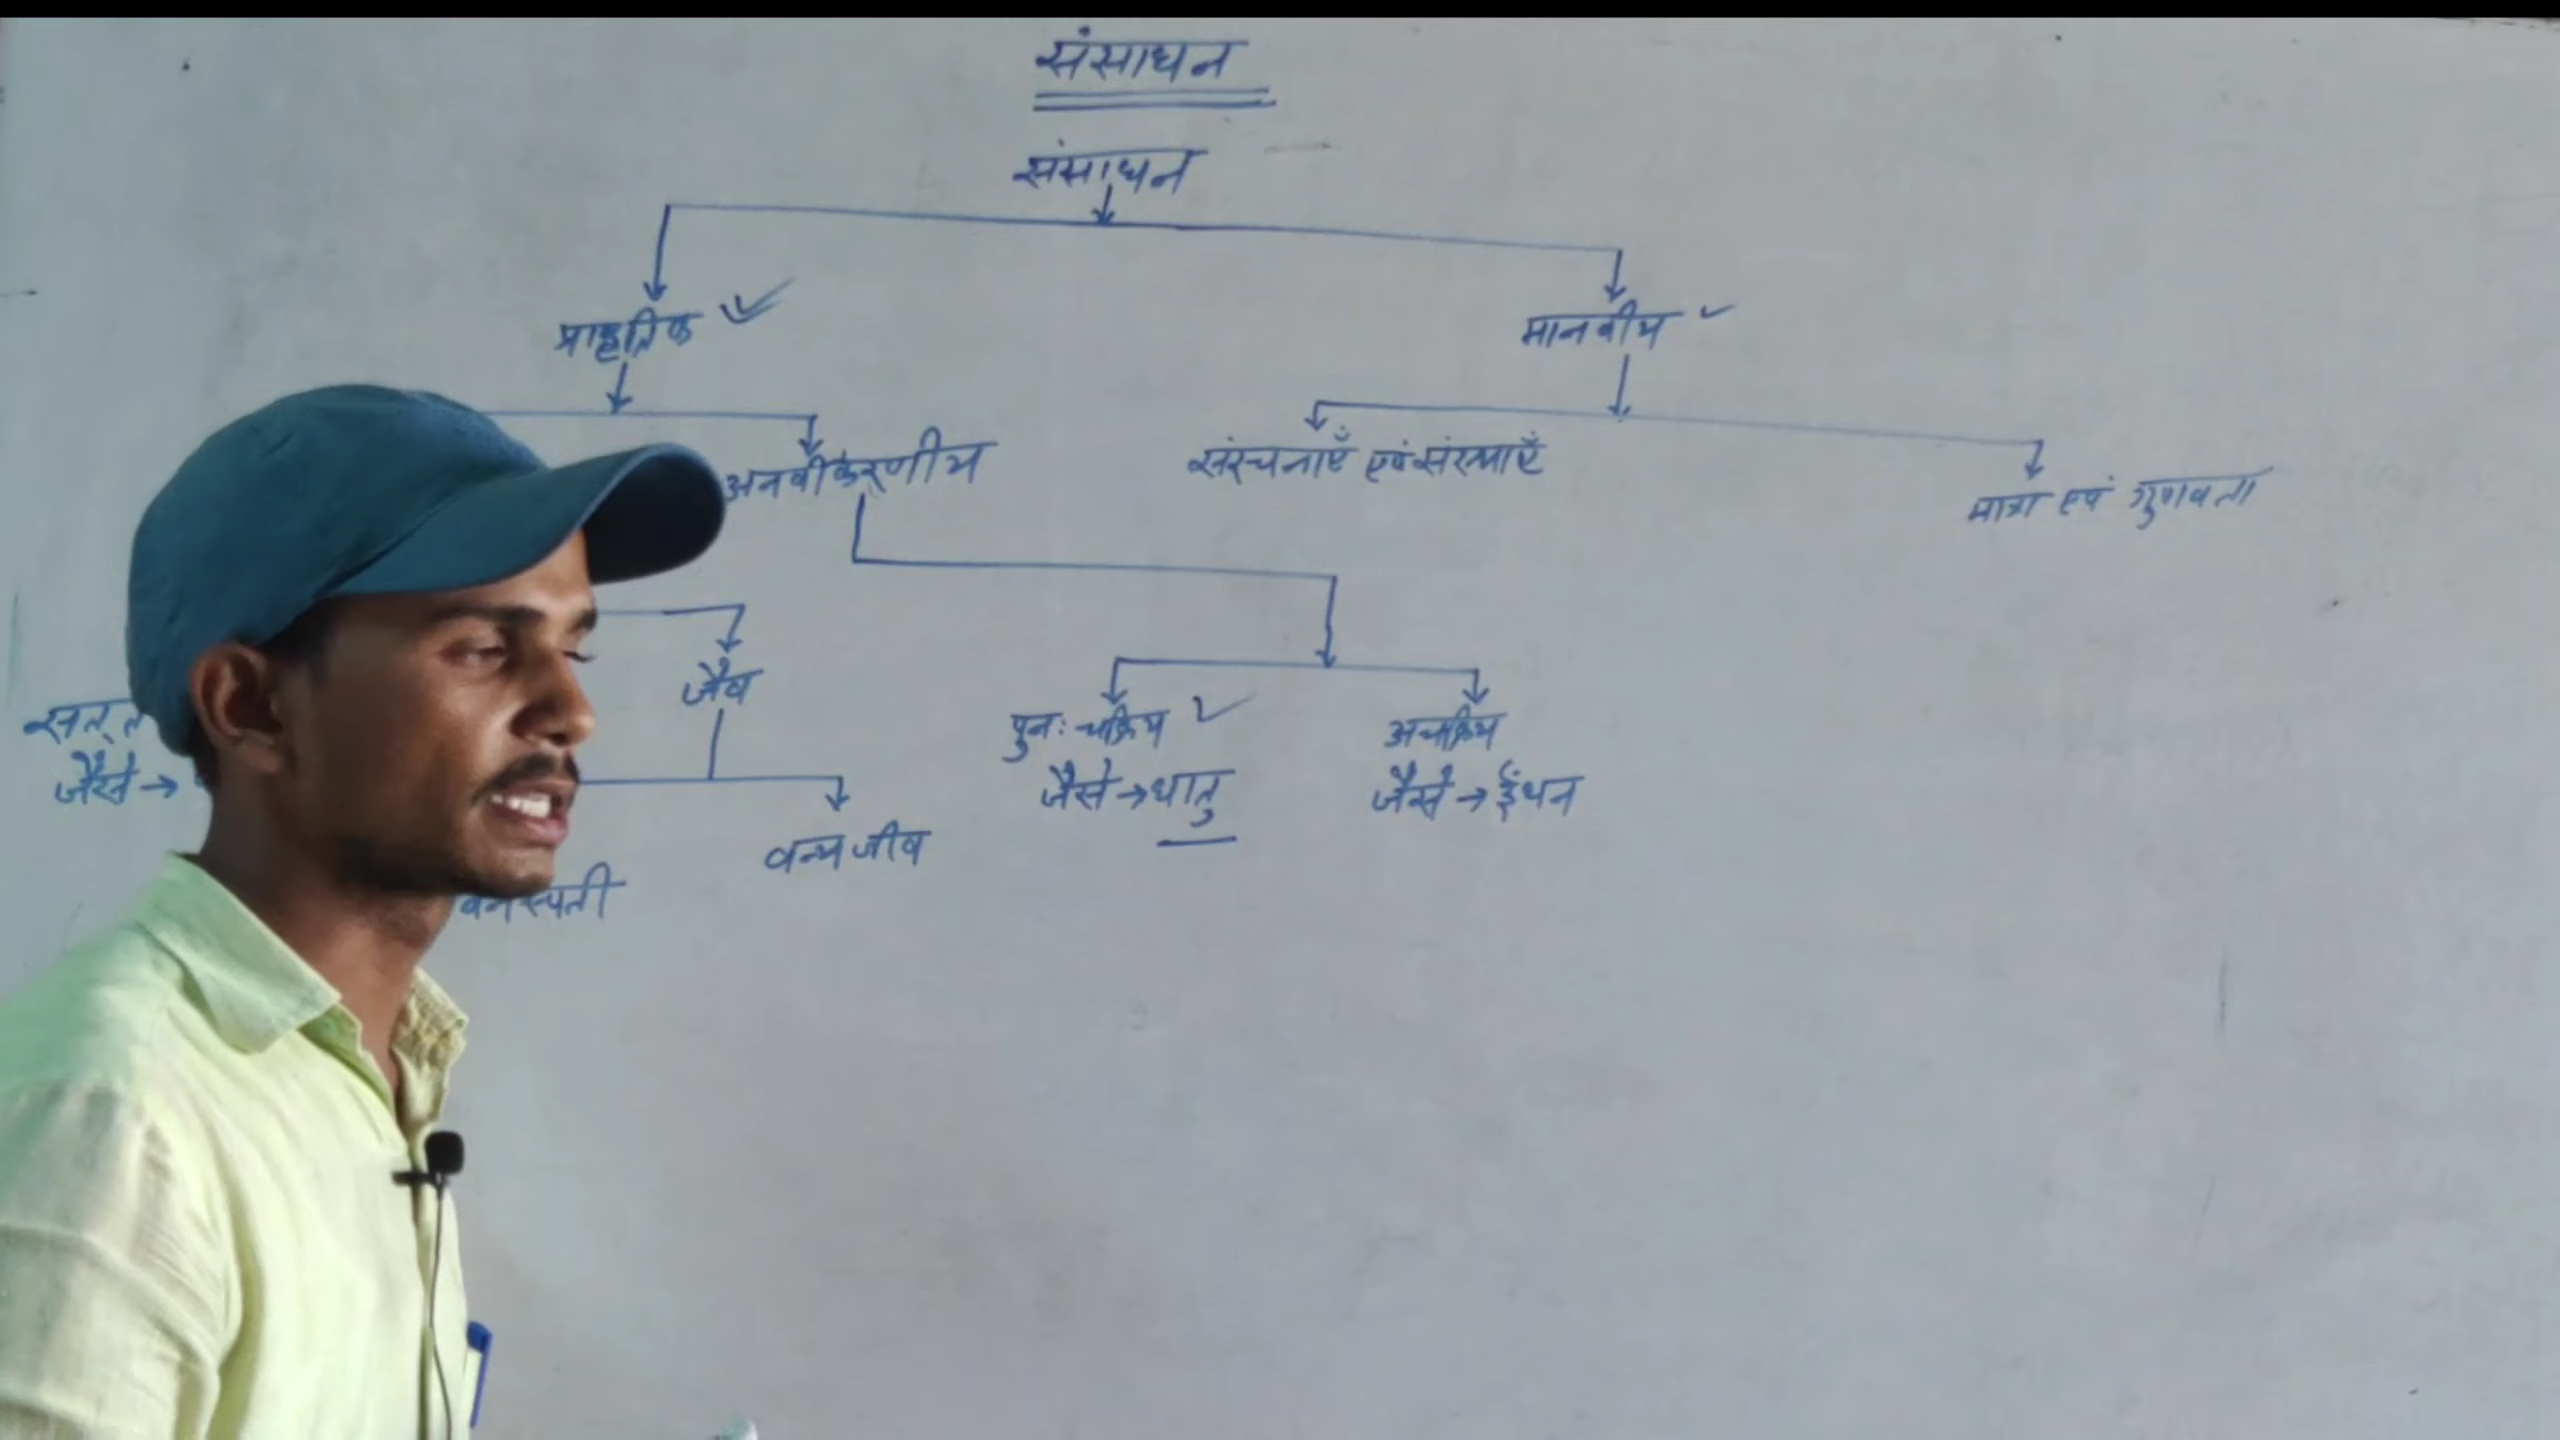 संसाधन
संसाधन
प्राकृतिक
मानवीय
अनवीकरणीय
संरचनाएँ एवं संस्थाएँ
मात्रा एवं गुणवता
जैव
पुनः चक्रिय
अचक्रिय
जैसे →
जैसे → धातु
जैसे → ईंधन
वन्य जीव
वनस्पती